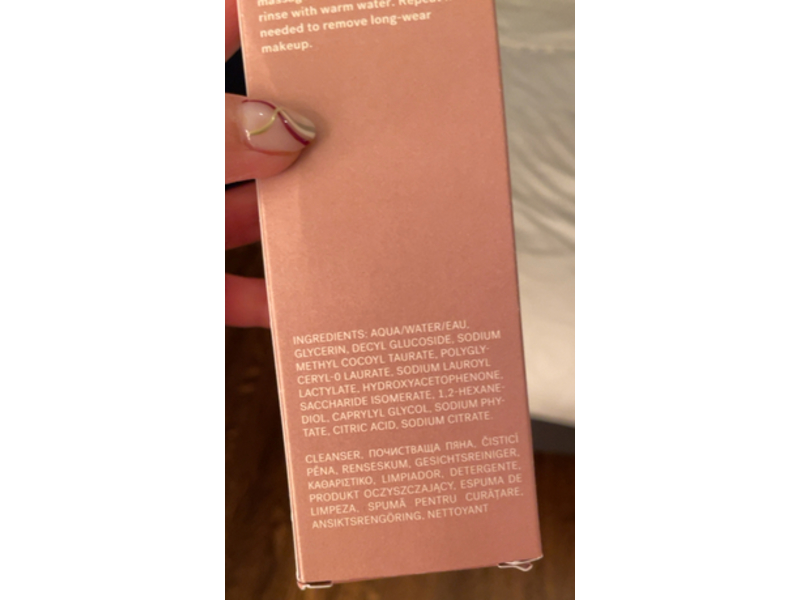 rinse with warm water. Repeat
needed to remove long-wear
makeup.
INGREDIENTS: AQUA/WATER/EAU,
GLYCERIN, DECYL GLUCOSIDE, SODIUM
METHYL COCOYL TAURATE, POLYGLY-
CERYL-0 LAURATE, SODIUM LAUROYL
LACTYLATE, HYDROXYACETOPHENONE,
SACCHARIDE ISOMERATE, 1,2-HEXANE-
DIOL, CAPRYLYL GLYCOL, SODIUM PHY-
TATE, CITRIC ACID, SODIUM CITRATE.
CLEANSER, ПОЧИСТВАЩА ПЯНА, ČISTICÍ
PĚNA, RENSESKUM, GESICHTSREINIGER,
ΚΑΘΑΡΙΣΤΙΚΟ, LIMPIADOR, DETERGENTE,
PRODUKT OCZYSZCZAJĄCY, ESPUMA DE
LIMPEZA, SPUMĂ PENTRU CURĂȚARE,
ANSIKTSRENGÖRING, NETTOYANT